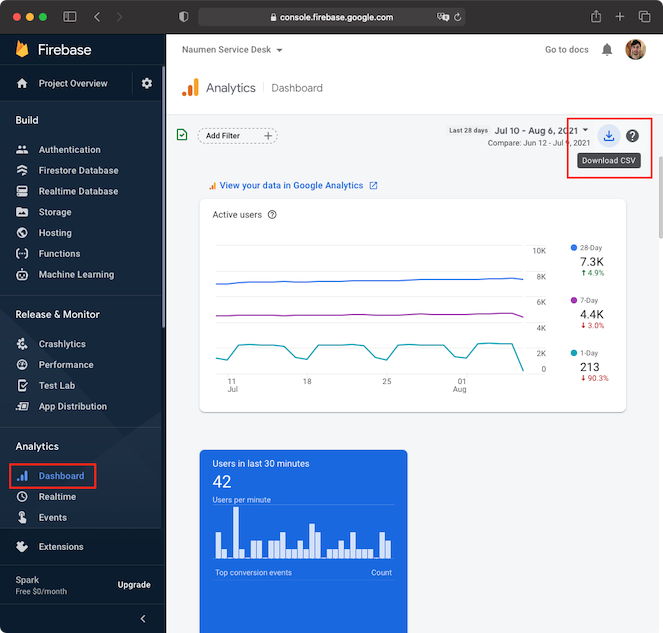 console.firebase.google.com
Firebase
Naumen Service Desk
Go to docs
Project Overview
Analytics
Dashboard
Build
Authentication
Firestore Database
Realtime Database
Storage
Hosting
Functions
Machine Learning
Release & Monitor
Crashlytics
Performance
Test Lab
App Distribution
Analytics
Dashboard
Realtime
Events
Extensions
Spark
Free $0/month
Upgrade
Add Filter
Last 28 days
Jul 10 - Aug 6, 2021
Compare: Jun 12 - Jul 9, 2021
Download CSV
View your data in Google Analytics
Active users
10K
8K
6K
4K
2K
0
11
Jul
18
25
01
Aug
28-Day
7.3K
4.9%
7-Day
4.4K
3.0%
1-Day
213
90.3%
Users in last 30 minutes
42
Users per minute
Top conversion events
Count